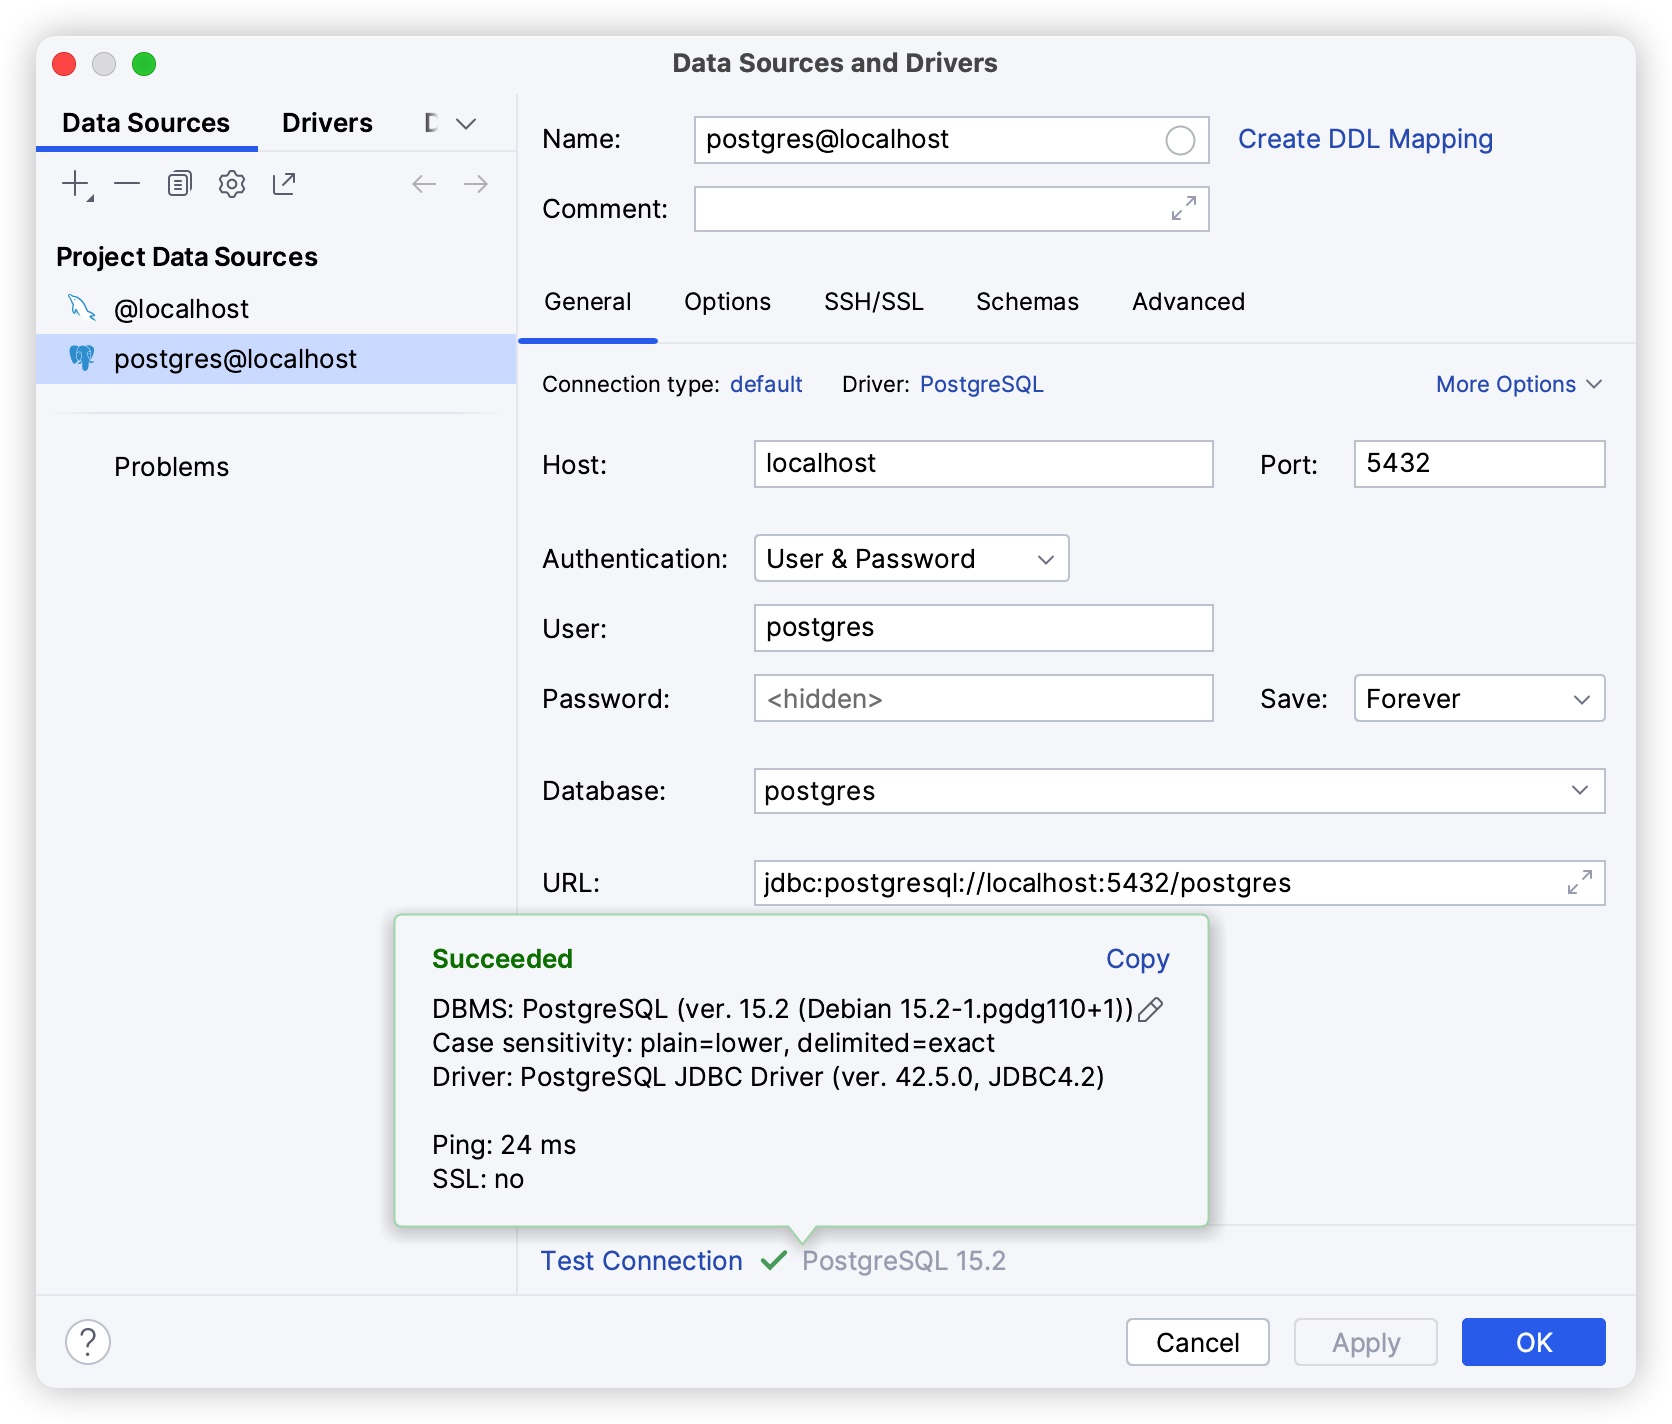 Data Sources and Drivers
Data Sources Drivers
Project Data Sources
@localhost
postgres@localhost
Problems
Name: postgres@localhost Create DDL Mapping
Comment:
General Options SSH/SSL Schemas Advanced
Connection type: default Driver: PostgreSQL More Options
Host: localhost Port: 5432
Authentication: User & Password
User: postgres
Password: <hidden> Save: Forever
Database: postgres
URL: jdbc:postgresql://localhost:5432/postgres
Succeeded Copy
DBMS: PostgreSQL (ver. 15.2 (Debian 15.2-1.pgdg110+1))
Case sensitivity: plain=lower, delimited=exact
Driver: PostgreSQL JDBC Driver (ver. 42.5.0, JDBC4.2)
Ping: 24 ms
SSL: no
Test Connection PostgreSQL 15.2
? Cancel Apply OK